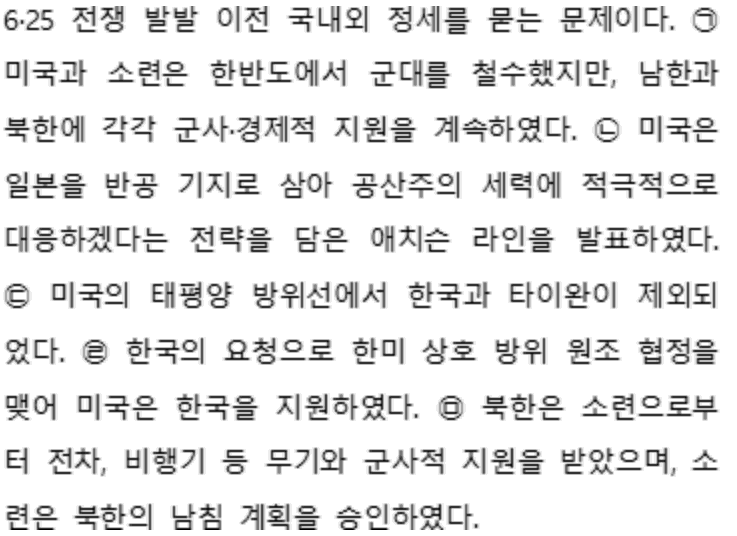 6·25 전쟁 발발 이전 국내외 정세를 묻는 문제이다. ㉠
미국과 소련은 한반도에서 군대를 철수했지만, 남한과
북한에 각각 군사·경제적 지원을 계속하였다. ㉡ 미국은
일본을 반공 기지로 삼아 공산주의 세력에 적극적으로
대응하겠다는 전략을 담은 애치슨 라인을 발표하였다.
㉢ 미국의 태평양 방위선에서 한국과 타이완이 제외되
었다. ㉣ 한국의 요청으로 한미 상호 방위 원조 협정을
맺어 미국은 한국을 지원하였다. ㉤ 북한은 소련으로부
터 전차, 비행기 등 무기와 군사적 지원을 받았으며, 소
련은 북한의 남침 계획을 승인하였다.